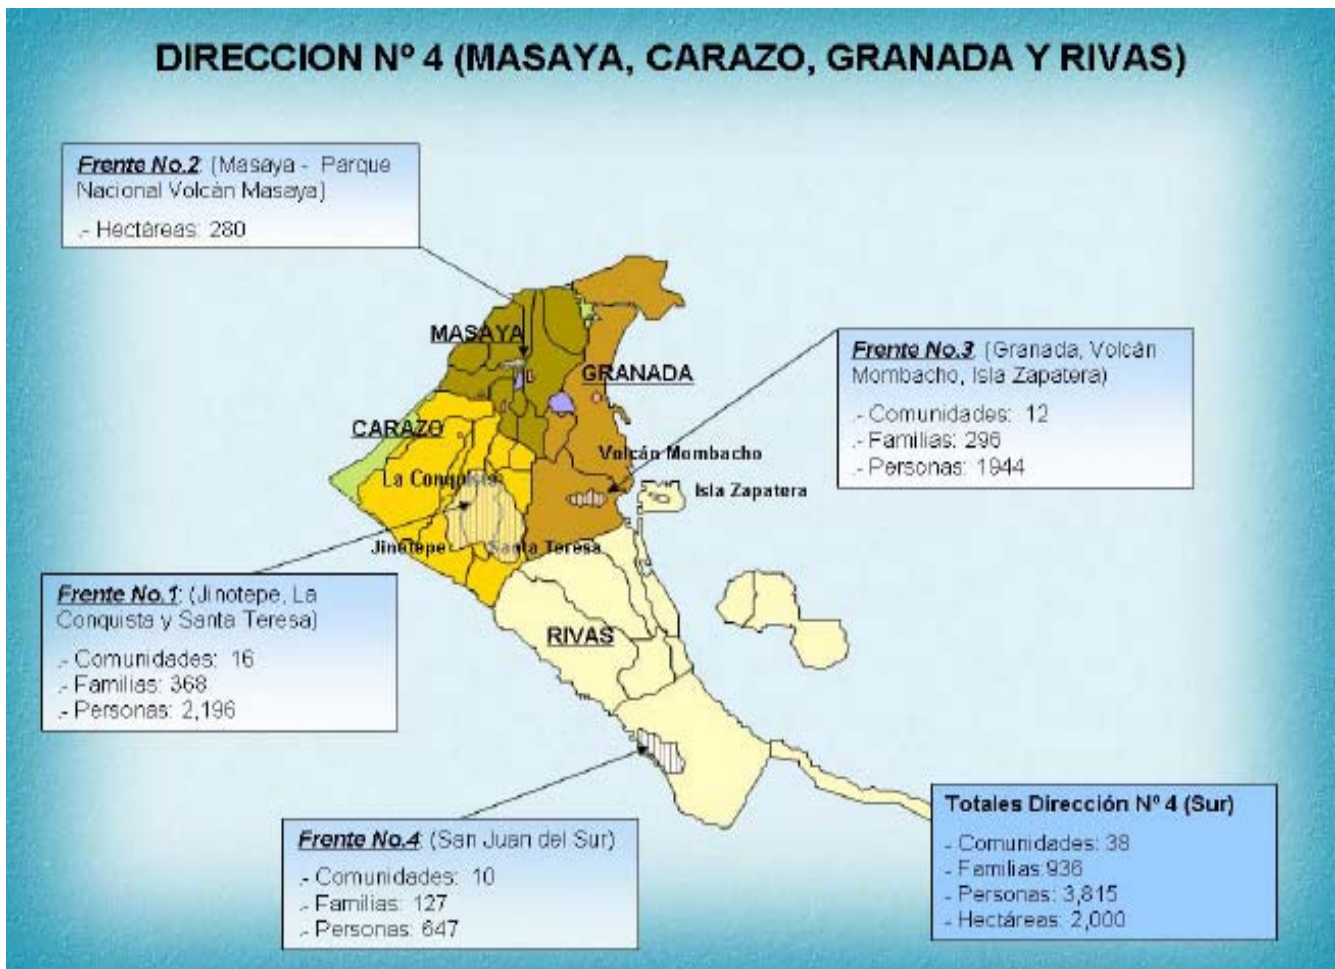 DIRECCION Nº 4 (MASAYA, CARAZO, GRANADA Y RIVAS)
Frente No.2: (Masaya - Parque
Nacional Volcán Masaya)
.- Hectáreas: 280
MASAYA
GRANADA
CARAZO
Volcán Mombacho
La Conquista
Isla Zapatera
Jinotepe
Santa Teresa
RIVAS
Frente No.3: (Granada, Volcán
Mombacho, Isla Zapatera)
.- Comunidades: 12
.- Familias: 296
.- Personas: 1944
Frente No.1: (Jinotepe, La
Conquista y Santa Teresa)
.- Comunidades: 16
.- Familias: 368
.- Personas: 2,196
Frente No.4: (San Juan del Sur)
.- Comunidades: 10
.- Familias: 127
.- Personas: 647
Totales Dirección Nº 4 (Sur)
- Comunidades: 38
- Familias:936
- Personas: 3,815
- Hectáreas: 2,000